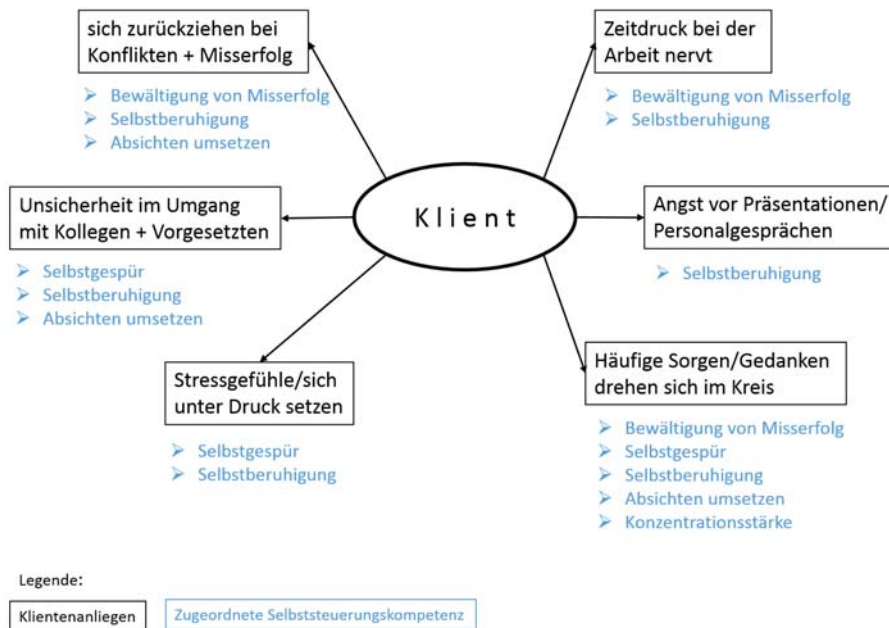 sich zurückziehen bei
Konflikten + Misserfolg
➢ Bewältigung von Misserfolg
➢ Selbstberuhigung
➢ Absichten umsetzen
Zeitdruck bei der
Arbeit nervt
➢ Bewältigung von Misserfolg
➢ Selbstberuhigung
Klient
Unsicherheit im Umgang
mit Kollegen + Vorgesetzten
➢ Selbstgespür
➢ Selbstberuhigung
➢ Absichten umsetzen
Angst vor Präsentationen/
Personalgesprächen
➢ Selbstberuhigung
Stressgefühle/sich
unter Druck setzen
➢ Selbstgespür
➢ Selbstberuhigung
Häufige Sorgen/Gedanken
drehen sich im Kreis
➢ Bewältigung von Misserfolg
➢ Selbstgespür
➢ Selbstberuhigung
➢ Absichten umsetzen
➢ Konzentrationsstärke
Legende:
Klientenanliegen
Zugeordnete Selbststeuerungskompetenz